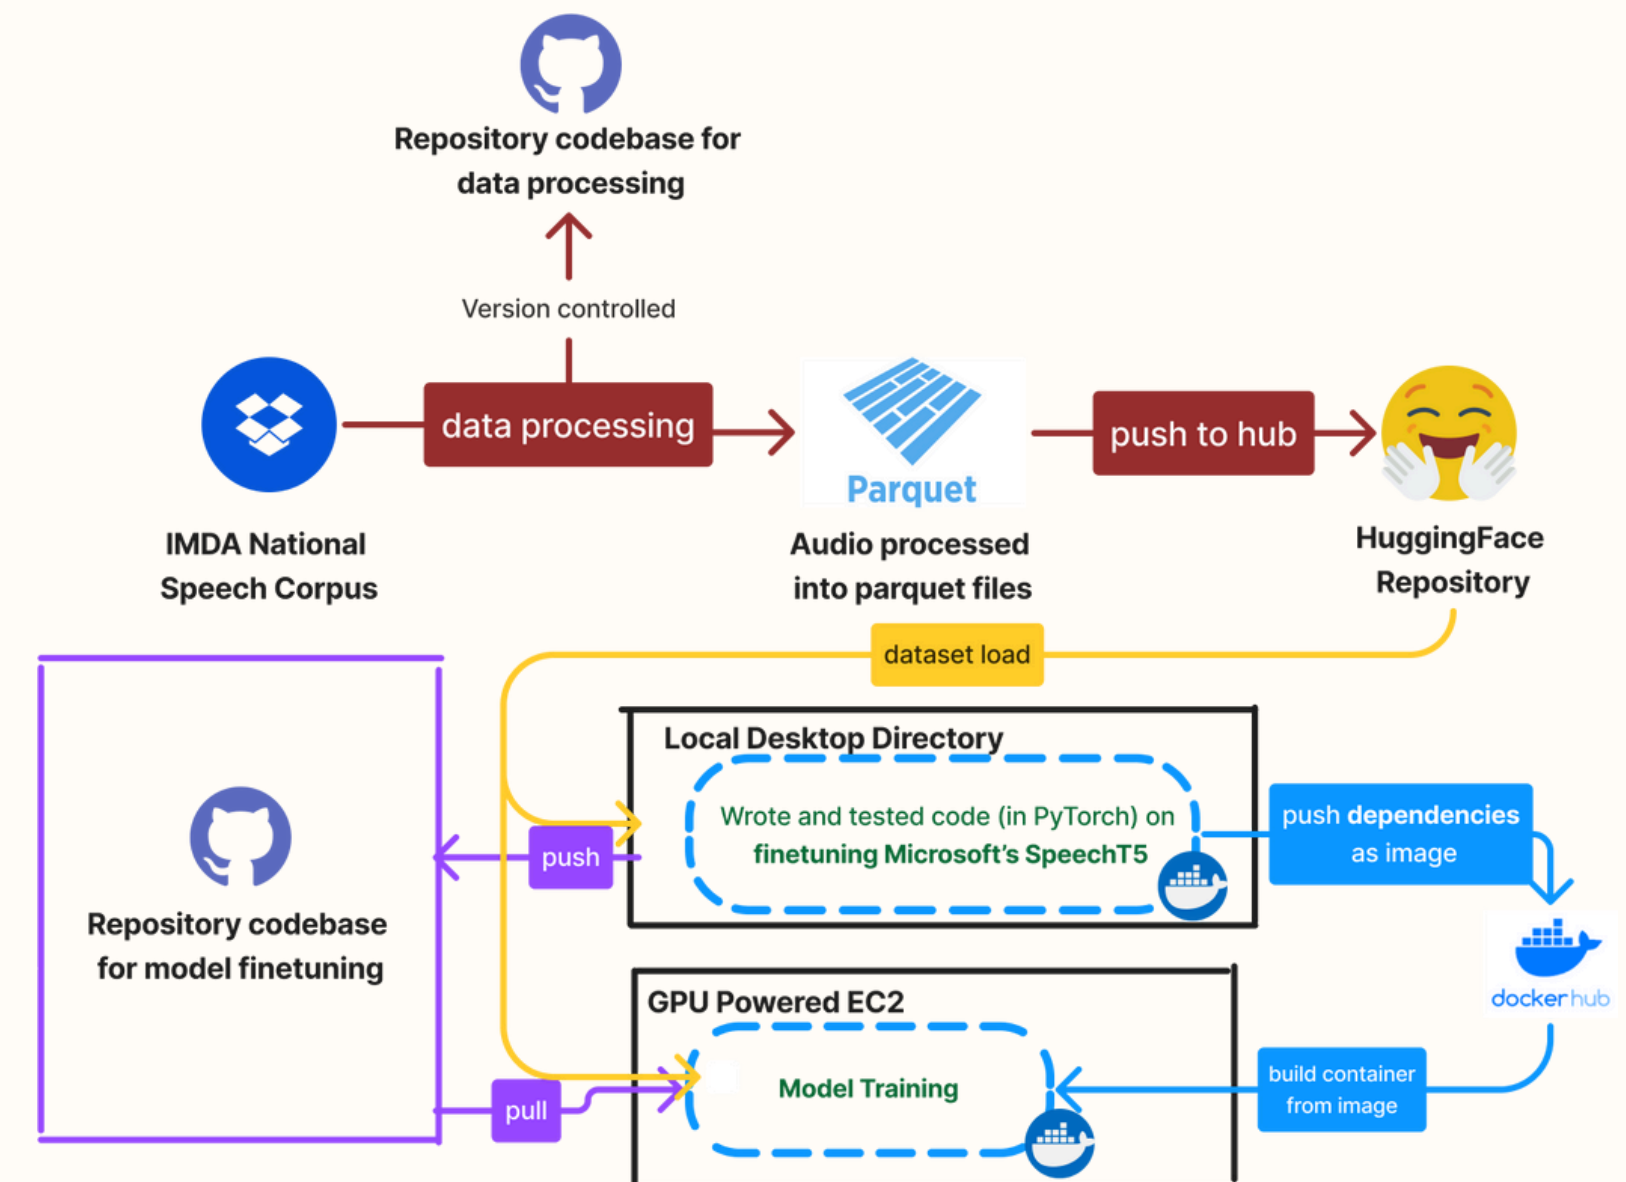 Repository codebase for
data processing
Version controlled
data processing
push to hub
Parquet
IMDA National
Speech Corpus
Audio processed
into parquet files
HuggingFace
Repository
dataset load
Local Desktop Directory
Wrote and tested code (in PyTorch) on
finetuning Microsoft's SpeechT5
push dependencies
as image
push
Repository codebase
for model finetuning
dockerhub
GPU Powered EC2
Model Training
build container
from image
pull